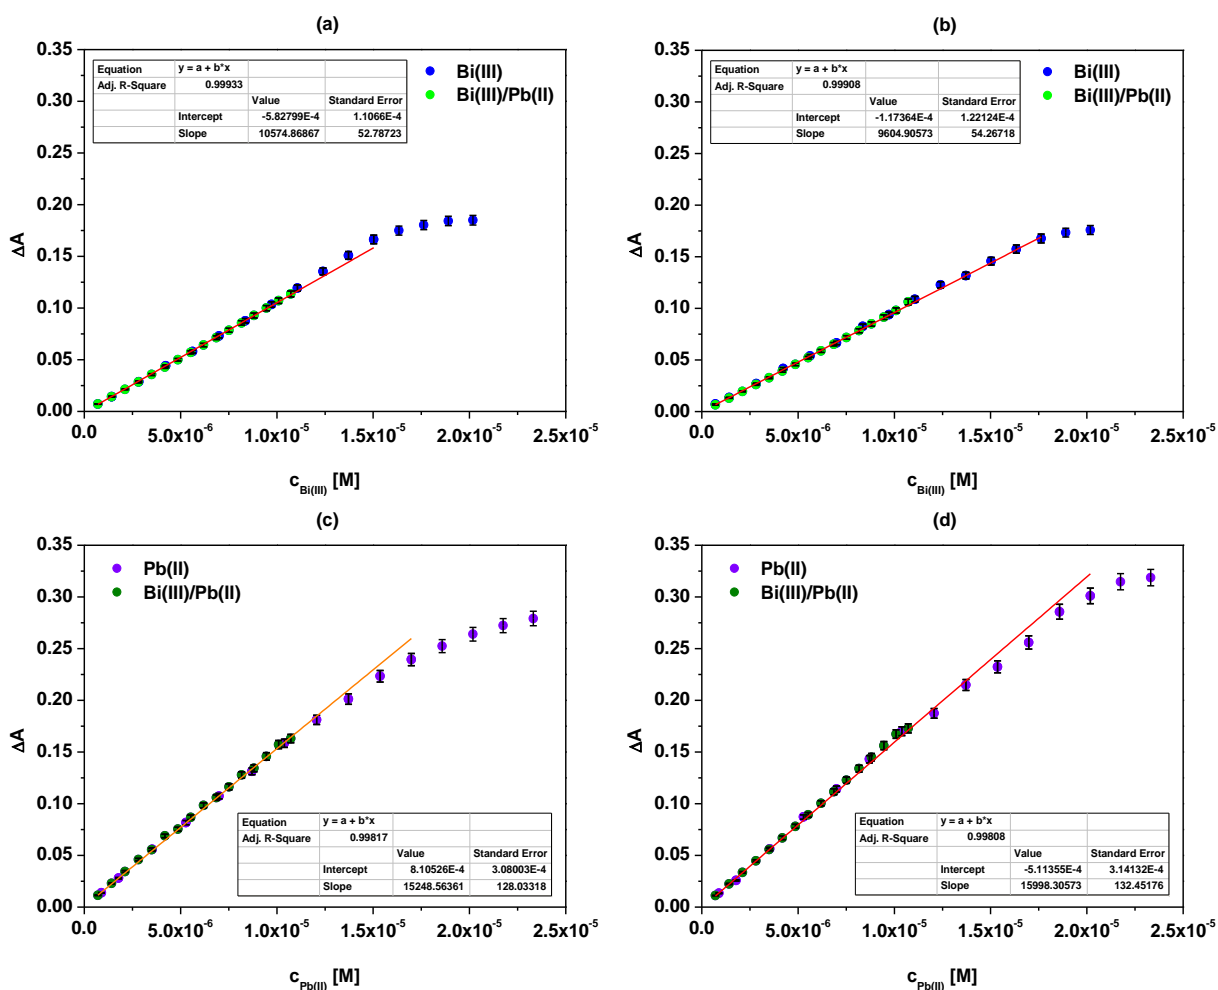 (a)
0.35
0.30
0.25
0.20
0.15
0.10
0.05
0.00
ΔA
Equation y = a + b*x
Adj. R-Square 0.99933
Value Standard Error
Intercept -5.82799E-4 1.1066E-4
Slope 10574.86867 52.78723
Bi(III)
Bi(III)/Pb(II)
0.0 5.0x10⁻⁶ 1.0x10⁻⁵ 1.5x10⁻⁵ 2.0x10⁻⁵ 2.5x10⁻⁵
c_Bi(III) [M]
(b)
0.35
0.30
0.25
0.20
0.15
0.10
0.05
0.00
ΔA
Equation y = a + b*x
Adj. R-Square 0.99908
Value Standard Error
Intercept -1.17364E-4 1.22124E-4
Slope 9604.90573 54.26718
Bi(III)
Bi(III)/Pb(II)
0.0 5.0x10⁻⁶ 1.0x10⁻⁵ 1.5x10⁻⁵ 2.0x10⁻⁵ 2.5x10⁻⁵
c_Bi(III) [M]
(c)
0.35
0.30
0.25
0.20
0.15
0.10
0.05
0.00
ΔA
Pb(II)
Bi(III)/Pb(II)
Equation y = a + b*x
Adj. R-Square 0.99817
Value Standard Error
Intercept 8.10526E-4 3.08003E-4
Slope 15248.56361 128.03318
0.0 5.0x10⁻⁶ 1.0x10⁻⁵ 1.5x10⁻⁵ 2.0x10⁻⁵ 2.5x10⁻⁵
c_Pb(II) [M]
(d)
0.35
0.30
0.25
0.20
0.15
0.10
0.05
0.00
ΔA
Pb(II)
Bi(III)/Pb(II)
Equation y = a + b*x
Adj. R-Square 0.99808
Value Standard Error
Intercept -5.11355E-4 3.14132E-4
Slope 15998.30573 132.45176
0.0 5.0x10⁻⁶ 1.0x10⁻⁵ 1.5x10⁻⁵ 2.0x10⁻⁵ 2.5x10⁻⁵
c_Pb(II) [M]